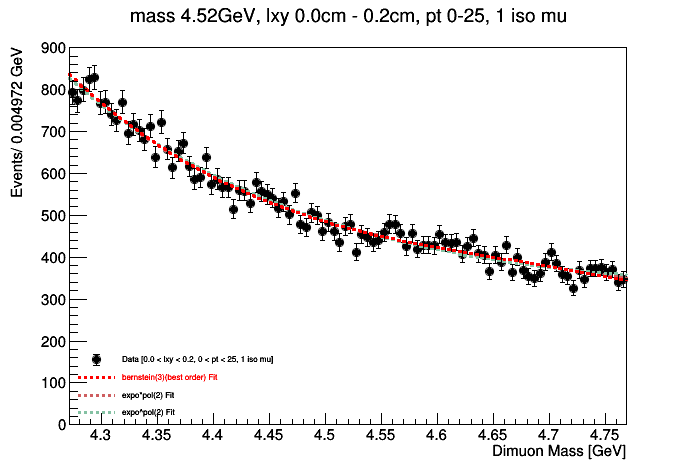 mass 4.52GeV, lxy 0.0cm - 0.2cm, pt 0-25, 1 iso mu
Events/ 0.004972 GeV
900
800
700
600
500
400
300
200
100
0
Data [0.0 < lxy < 0.2, 0 < pt < 25, 1 iso mu]
bernstein(3)(best order) Fit
expo*pol(2) Fit
expo^pol(2) Fit
4.3 4.35 4.4 4.45 4.5 4.55 4.6 4.65 4.7 4.75
Dimuon Mass [GeV]